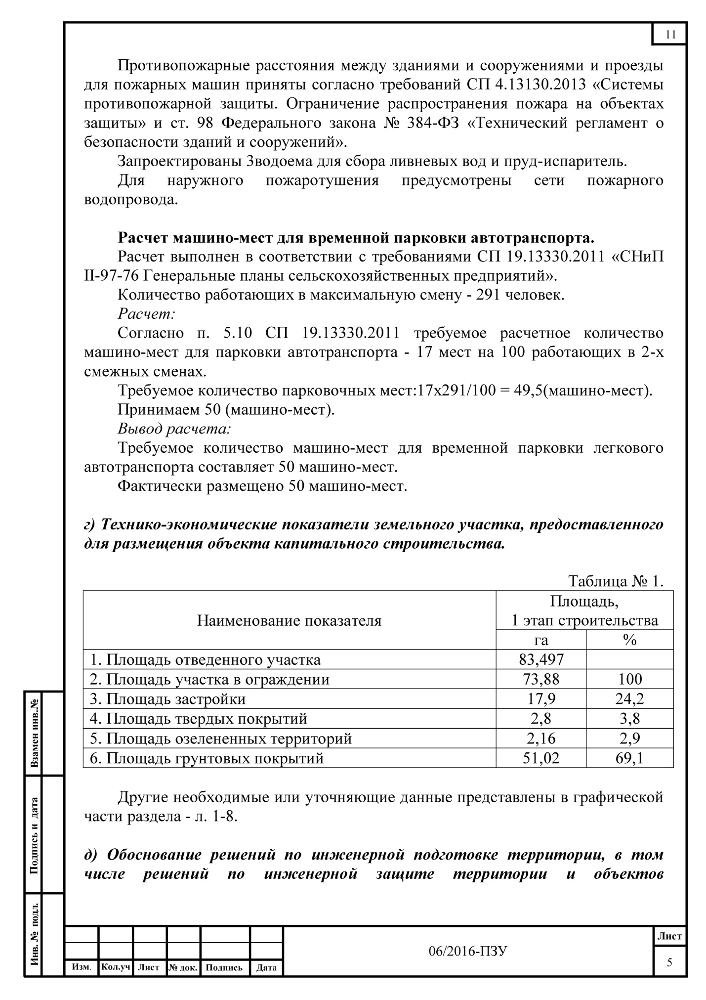 11
Противопожарные расстояния между зданиями и сооружениями и проезды
для пожарных машин приняты согласно требований СП 4.13130.2013 «Системы
противопожарной защиты. Ограничение распространения пожара на объектах
защиты» и ст. 98 Федерального закона № 384-ФЗ «Технический регламент о
безопасности зданий и сооружений».
Запроектированы 3водоема для сбора ливневых вод и пруд-испаритель.
Для наружного пожаротушения предусмотрены сети пожарного
водопровода.
Расчет машино-мест для временной парковки автотранспорта.
Расчет выполнен в соответствии с требованиями СП 19.13330.2011 «СНиП
II-97-76 Генеральные планы сельскохозяйственных предприятий».
Количество работающих в максимальную смену - 291 человек.
Расчет:
Согласно п. 5.10 СП 19.13330.2011 требуемое расчетное количество
машино-мест для парковки автотранспорта - 17 мест на 100 работающих в 2-х
смежных сменах.
Требуемое количество парковочных мест:17х291/100 = 49,5(машино-мест).
Принимаем 50 (машино-мест).
Вывод расчета:
Требуемое количество машино-мест для временной парковки легкового
автотранспорта составляет 50 машино-мест.
Фактически размещено 50 машино-мест.
г) Технико-экономические показатели земельного участка, предоставленного
для размещения объекта капитального строительства.
Таблица № 1.
Наименование показателя
Площадь,
1 этап строительства
га %
1. Площадь отведенного участка 83,497
2. Площадь участка в ограждении 73,88 100
3. Площадь застройки 17,9 24,2
4. Площадь твердых покрытий 2,8 3,8
5. Площадь озелененных территорий 2,16 2,9
6. Площадь грунтовых покрытий 51,02 69,1
Другие необходимые или уточняющие данные представлены в графической
части раздела - л. 1-8.
д) Обоснование решений по инженерной подготовке территории, в том
числе решений по инженерной защите территории и объектов
Взамен инв.№
Подпись и дата
Инв. № подл.
Изм. Кол.уч Лист № док. Подпись Дата
06/2016-ПЗУ
Лист
5